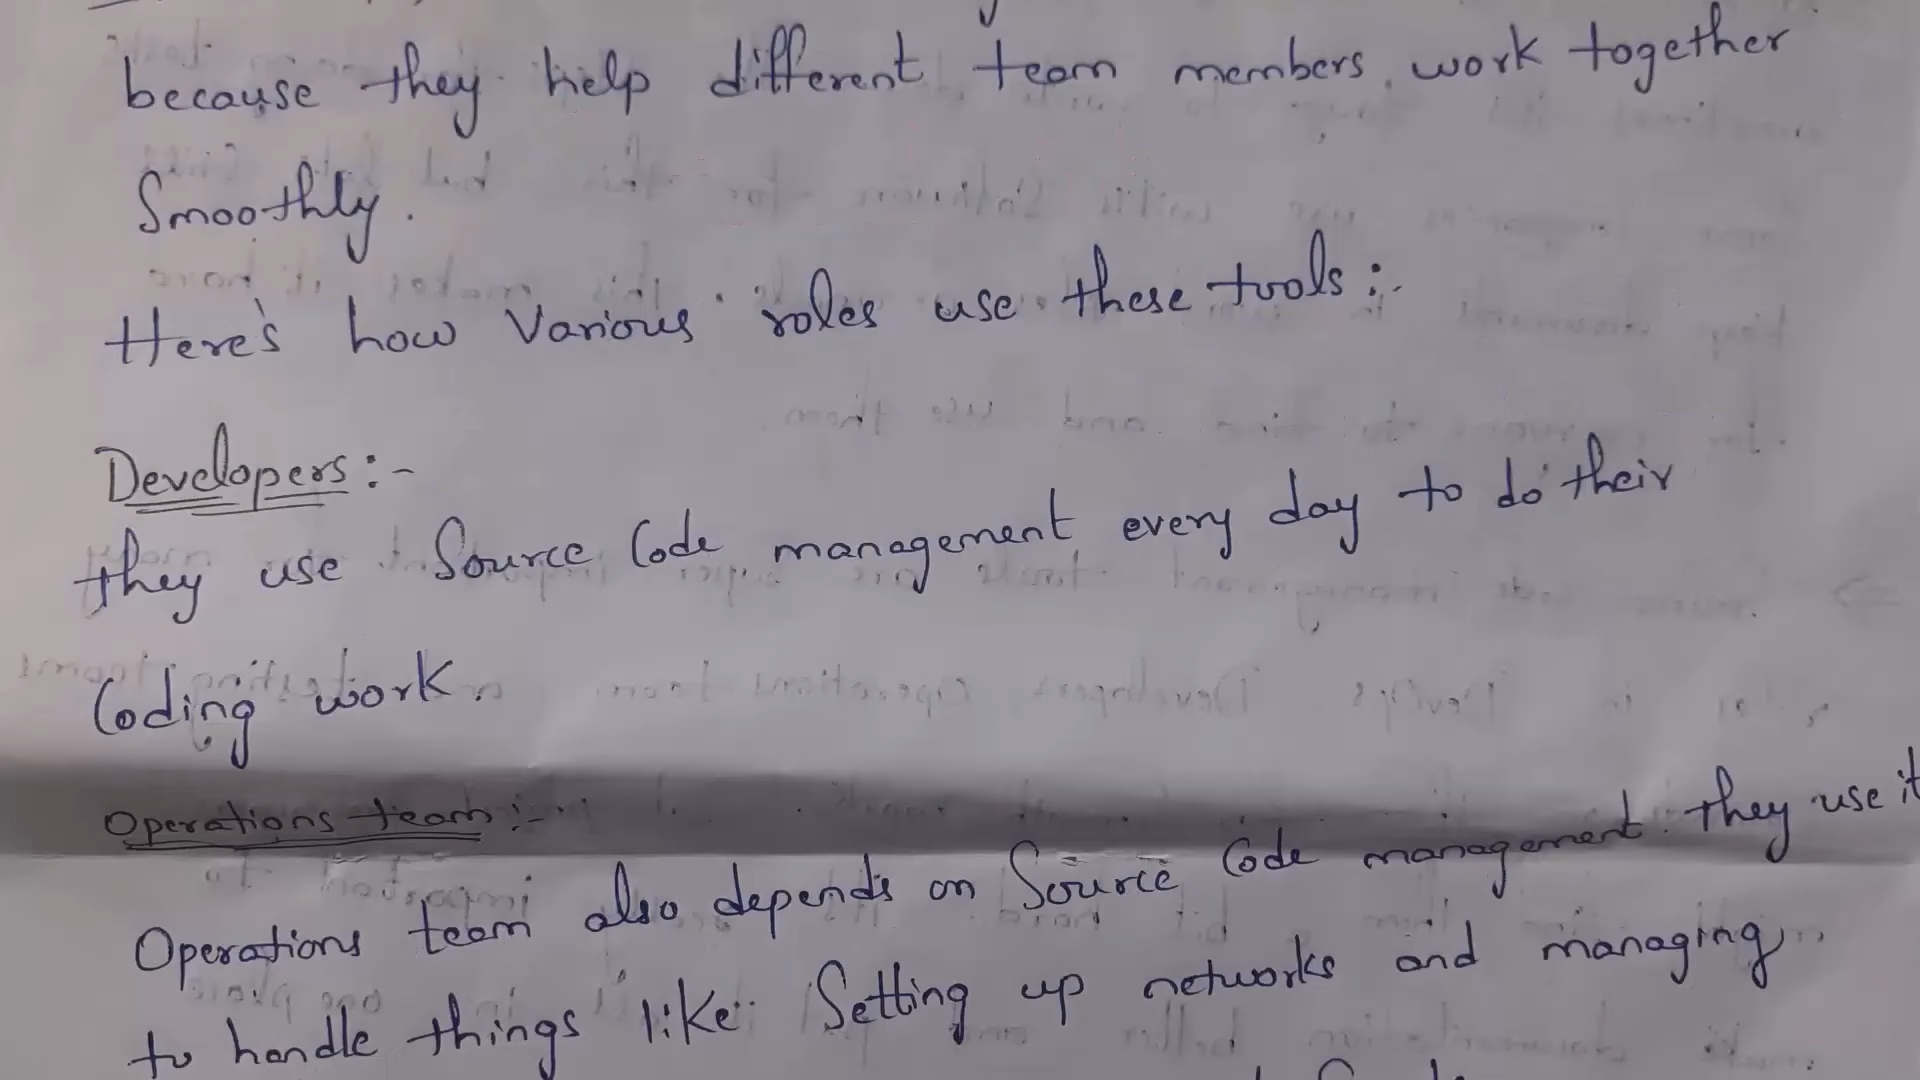 because they help different team members work together
Smoothly.
Here's how Various roles use these tools :-
Developers :-
they use Source Code management every day to do their
Coding work.
Operations team :-
Operations team also depends on Source Code management. they use it
to handle things like Setting up networks and managing